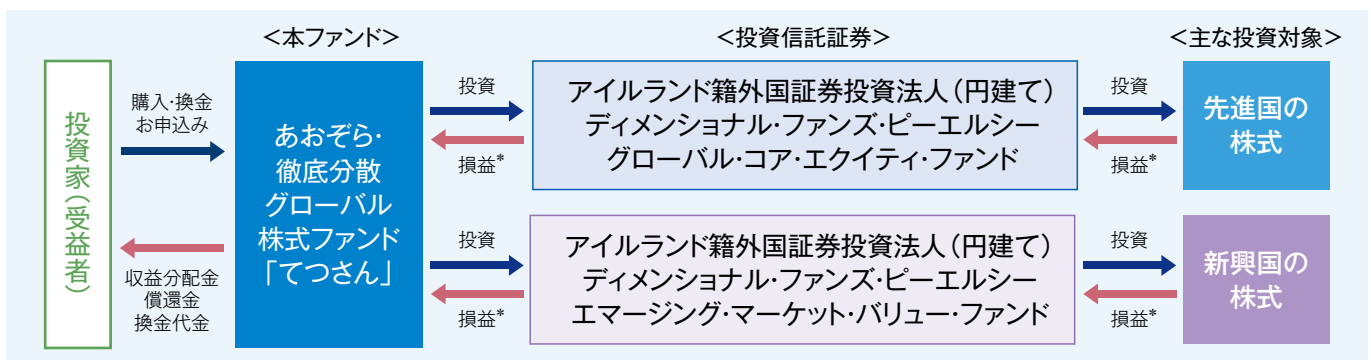 ＜本ファンド＞
＜投資信託証券＞
＜主な投資対象＞
投資家（受益者）
購入・換金
お申込み
収益分配金
償還金
換金代金
あおぞら・
徹底分散
グローバル
株式ファンド
「てつさん」
投資
損益*
アイルランド籍外国証券投資法人（円建て）
ディメンショナル・ファンズ・ピーエルシー
グローバル・コア・エクイティ・ファンド
投資
損益*
先進国の
株式
投資
損益*
アイルランド籍外国証券投資法人（円建て）
ディメンショナル・ファンズ・ピーエルシー
エマージング・マーケット・バリュー・ファンド
投資
損益*
新興国の
株式